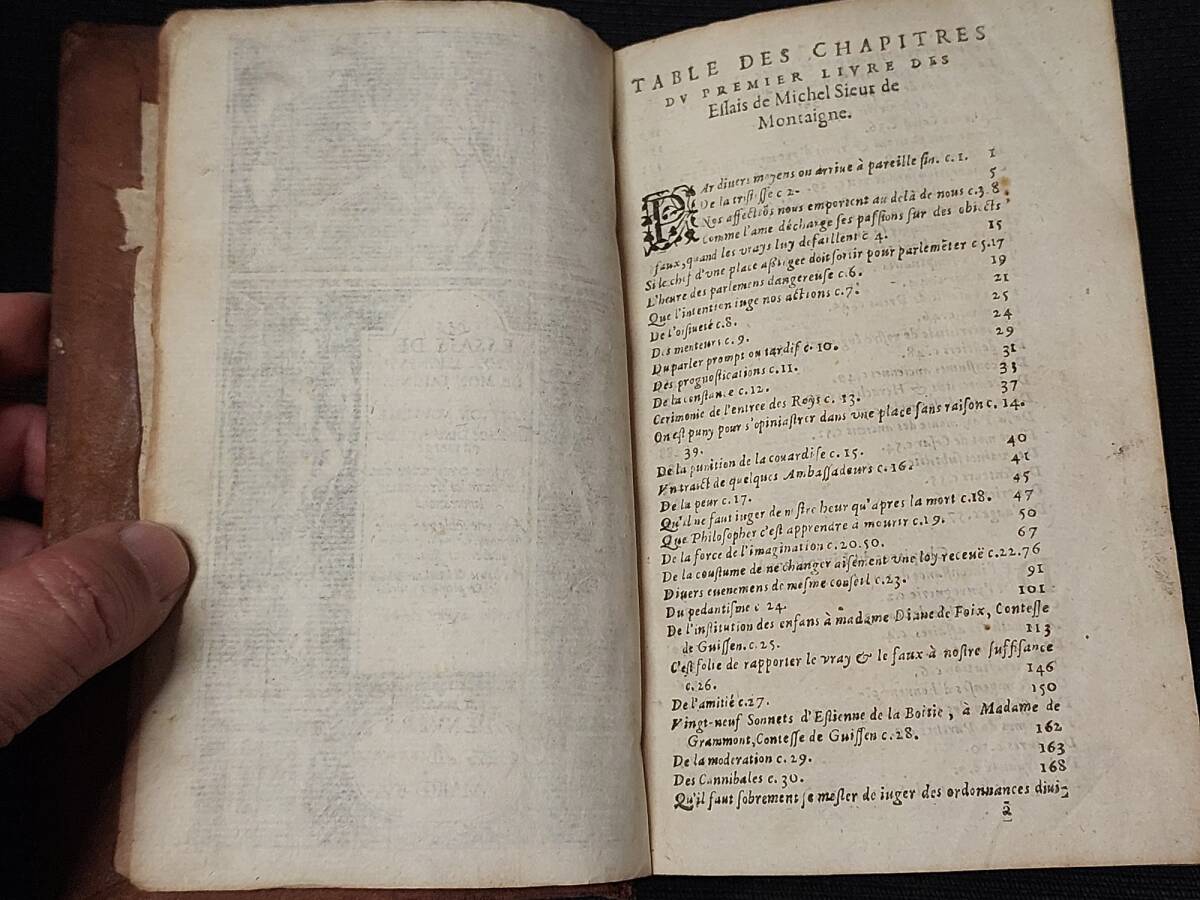 TABLE DES CHAPITRES
DV PREMIER LIVRE DES
Eſſais de Michel Sieur de
Montaigne.
PAr diuers moyens on arriue à pareille fin. c. 1. 1
De la triſteſſe c 2. 5
Nos affectiõs nous emportent au delà de nous c.3.8
Comme l'ame décharge ſes paſſions ſur des obiects
faux, quand les vrays luy defaillent c 4. 15
Si le chef d'vne place aßiegee doit ſortir pour parlemẽter c 5.17
L'heure des parlemens dangereuſe c.6. 19
Que l'intention iuge nos actions c.7. 21
De l'oiſiueté c.8. 25
Des menteurs c.9. 24
Du parler prompt ou tardif c. 10. 29
Des prognoſtications c.11. 31
De la conſtance c.12. 33
Cerimonie de l'entree des Roys c. 13. 37
On eſt puny pour s'opiniaſtrer dans vne place ſans raiſon c. 14.
39.
De la punition de la couardiſe c. 15. 40
Vn traict de quelques Ambaſſadeurs c. 16. 41
De la peur c.17. 45
Qu'il ne faut iuger de noſtre heur qu'apres la mort c.18. 47
Que Philoſopher c'eſt apprendre à mourir c.19. 50
De la force de l'imagination c.20.50. 67
De la couſtume de ne changer aiſément vne loy receuë c.22.76
Diuers euenemens de meſme conſeil c.23. 91
Du pedantiſme c 24. 101
De l'inſtitution des enfans à madame Diane de Foix, Conteſſe
de Guiſſen. c.25. 113
C'eſt folie de rapporter le vray & le faux à noſtre ſuffiſance
c.26. 146
De l'amitié c.27. 150
Vingt-neuf Sonnets d'Eſtienne de la Boitie, à Madame de
Grammont, Conteſſe de Guiſſen c.28. 162
De la moderation c. 29. 163
Des Cannibales c. 30. 168
Qu'il faut ſobrement ſe meſler de iuger des ordonnances diui-
2